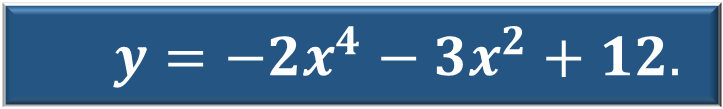 y = −2x⁴ − 3x² + 12.